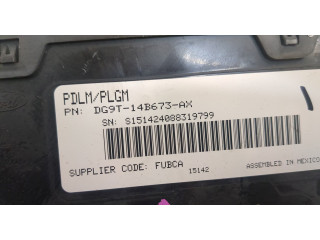 PDLM/PLGM
PN: DG9T-14B673-AX
SN: S151424088319799
SUPPLIER CODE: FUBCA
15142
ASSEMBLED IN MEXICO